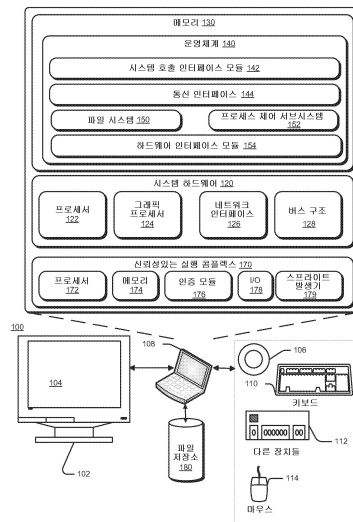 메모리 130
운영체계 140
시스템 호출 인터페이스 모듈 142
통신 인터페이스 144
파일 시스템 150
프로세스 제어 서브시스템
152
하드웨어 인터페이스 모듈 154
시스템 하드웨어 120
프로세서
122
그래픽
프로세서
124
네트워크
인터페이스
126
버스 구조
128
신뢰성있는 실행 콤플렉스 170
프로세서
172
메모리
174
인증 모듈
176
I/O
178
스프라이트
발생기
179
100
108
106
104
110
키보드
112
다른 장치들
파일
저장소
180
102
114
마우스